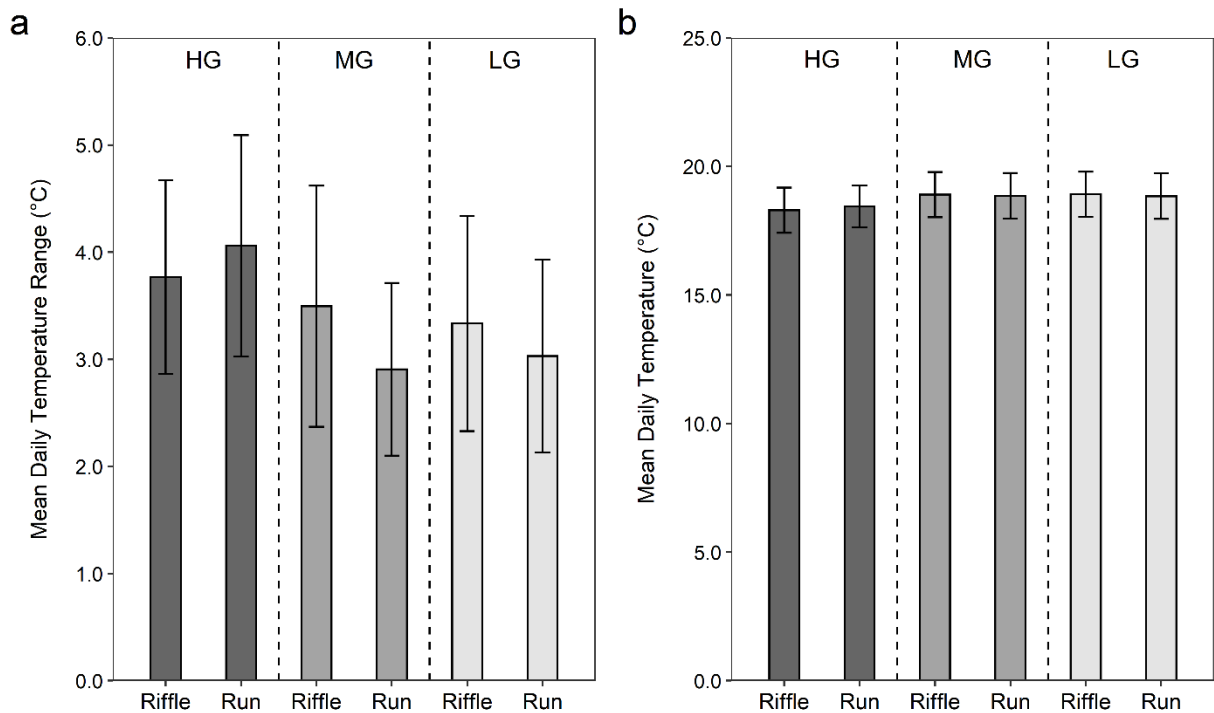 a
Mean Daily Temperature Range (°C)
6.0
5.0
4.0
3.0
2.0
1.0
0.0
HG MG LG
Riffle Run Riffle Run Riffle Run
b
Mean Daily Temperature (°C)
25.0
20.0
15.0
10.0
5.0
0.0
HG MG LG
Riffle Run Riffle Run Riffle Run